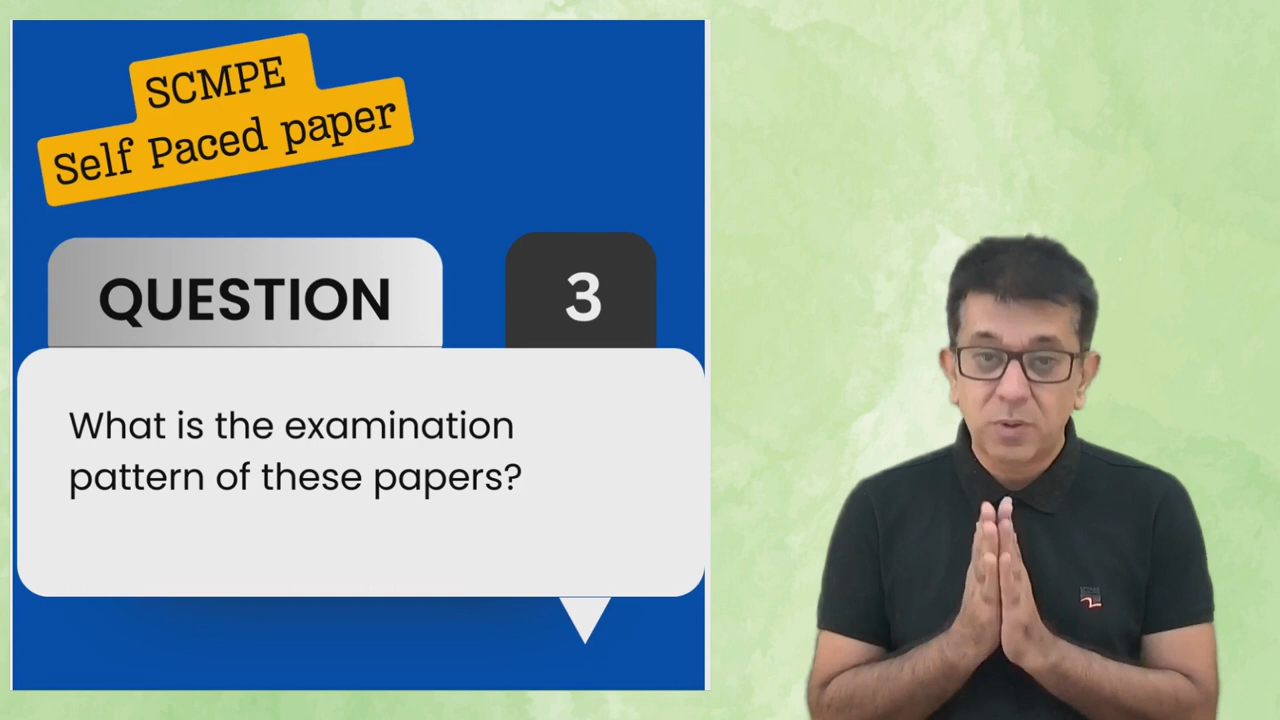 SCMPE
Self Paced paper
QUESTION
3
What is the examination
pattern of these papers?